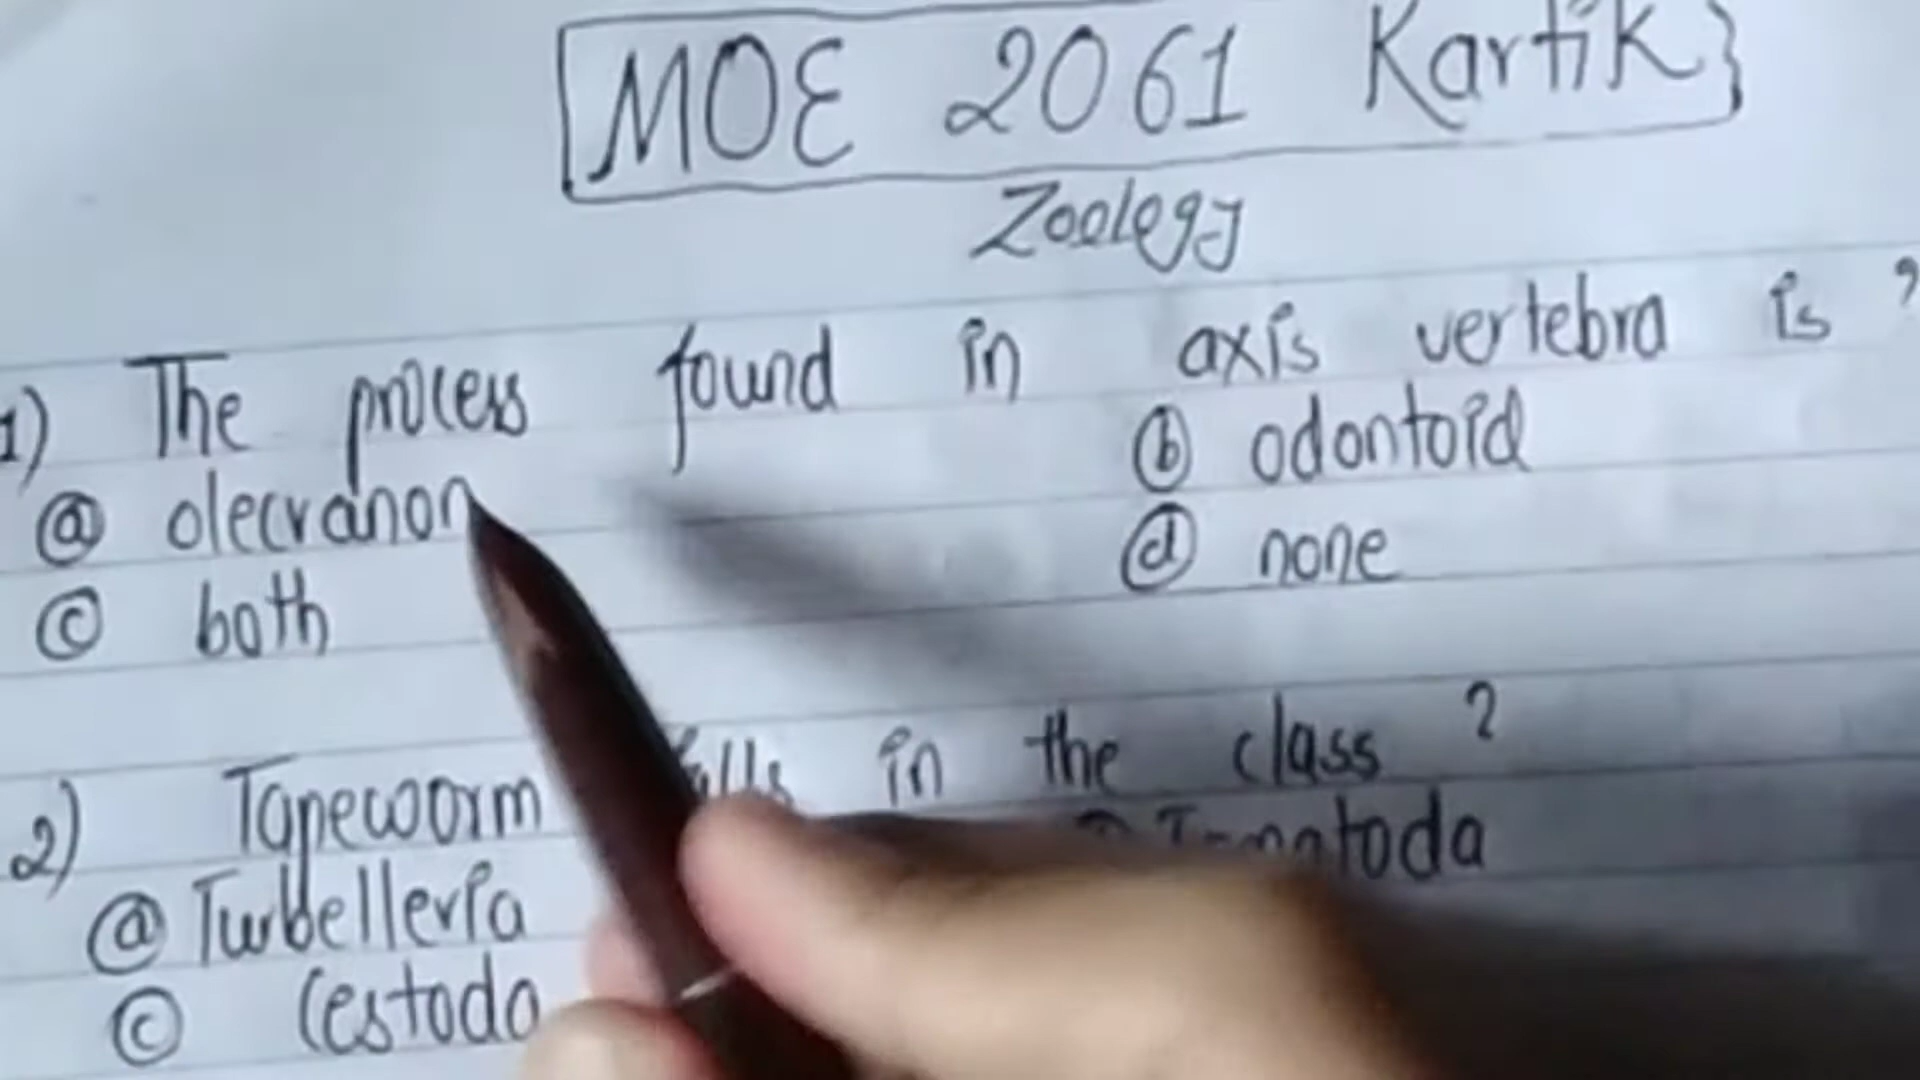 MOE 2061 Kartik
Zoology
1) The process found in axis vertebra is ?
ⓐ olecranon ⓑ odontoid
ⓒ both ⓓ none
2) Tapeworm falls in the class ?
ⓐ Turbelleria
ⓒ Cestoda